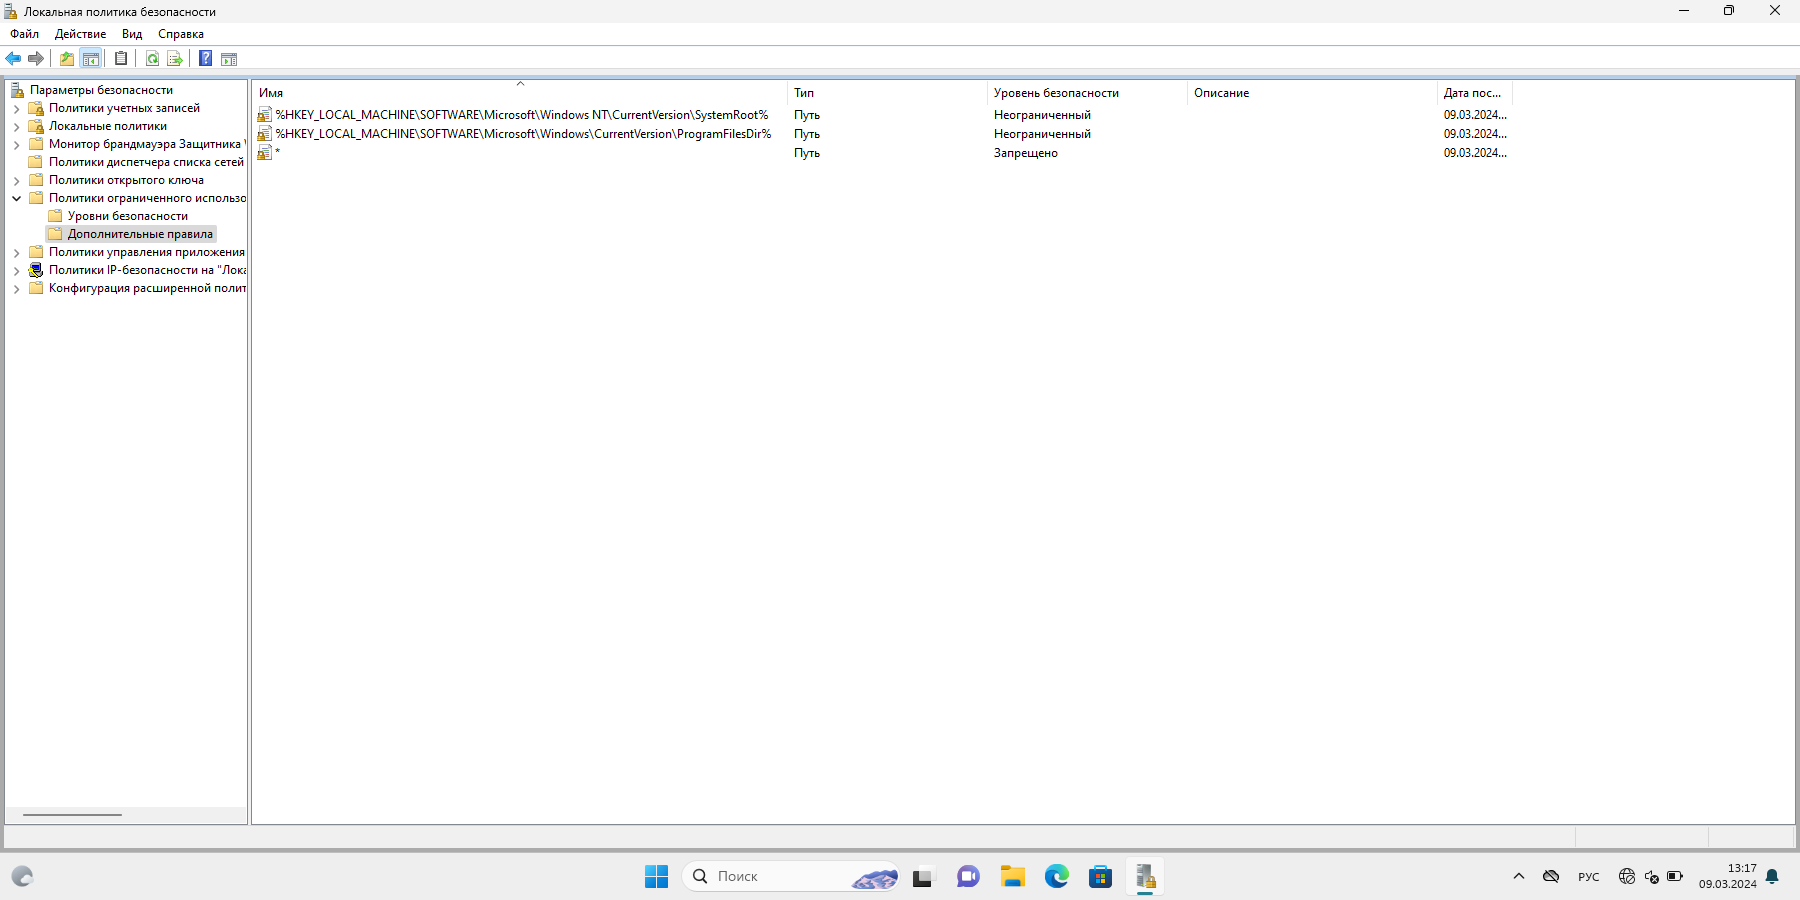 Локальная политика безопасности
Файл Действие Вид Справка
Параметры безопасности
Политики учетных записей
Локальные политики
Монитор брандмауэра Защитника
Политики диспетчера списка сетей
Политики открытого ключа
Политики ограниченного использо
Уровни безопасности
Дополнительные правила
Политики управления приложения
Политики IP-безопасности на "Лока
Конфигурация расширенной полит
Имя Тип Уровень безопасности Описание Дата пос...
%HKEY_LOCAL_MACHINE\SOFTWARE\Microsoft\Windows NT\CurrentVersion\SystemRoot% Путь Неограниченный 09.03.2024...
%HKEY_LOCAL_MACHINE\SOFTWARE\Microsoft\Windows\CurrentVersion\ProgramFilesDir% Путь Неограниченный 09.03.2024...
* Путь Запрещено 09.03.2024...
Поиск
РУС
13:17
09.03.2024